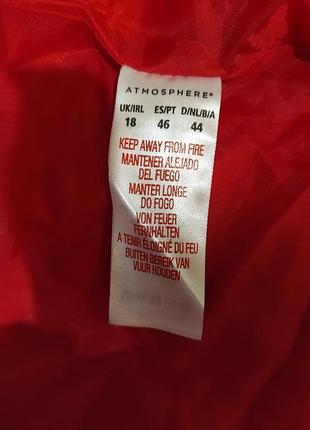 ATMOSPHERE®
UK/IRL ES/PT D/NL/B/A
18 46 44
KEEP AWAY FROM FIRE
MANTENER ALEJADO
DEL FUEGO
MANTER LONGE
DO FOGO
VON FEUER
FERNHALTEN
A TENIR ÉLOIGNÉ DU FEU
BUITEN BEREIK VAN
VUUR HOUDEN